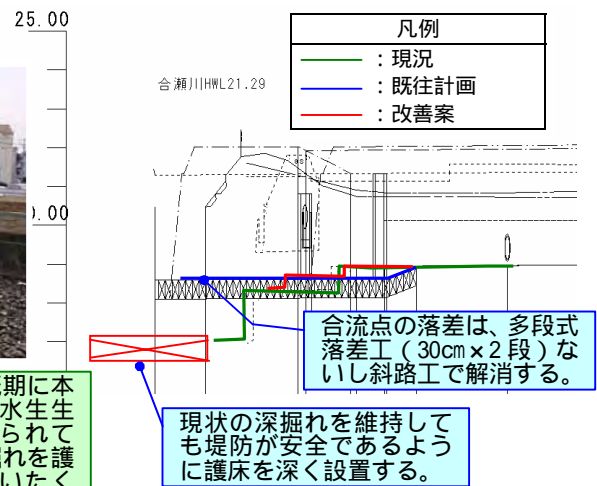 25.00
凡例
：現況
：既往計画
：改善案
合瀬川HWL21.29
).00
合流点の落差は、多段式
落差工（30cm×2段）な
いし斜路工で解消する。
期に本
水生生
られて
れを護
いたく
現状の深掘れを維持して
も堤防が安全であるよう
に護床を深く設置する。